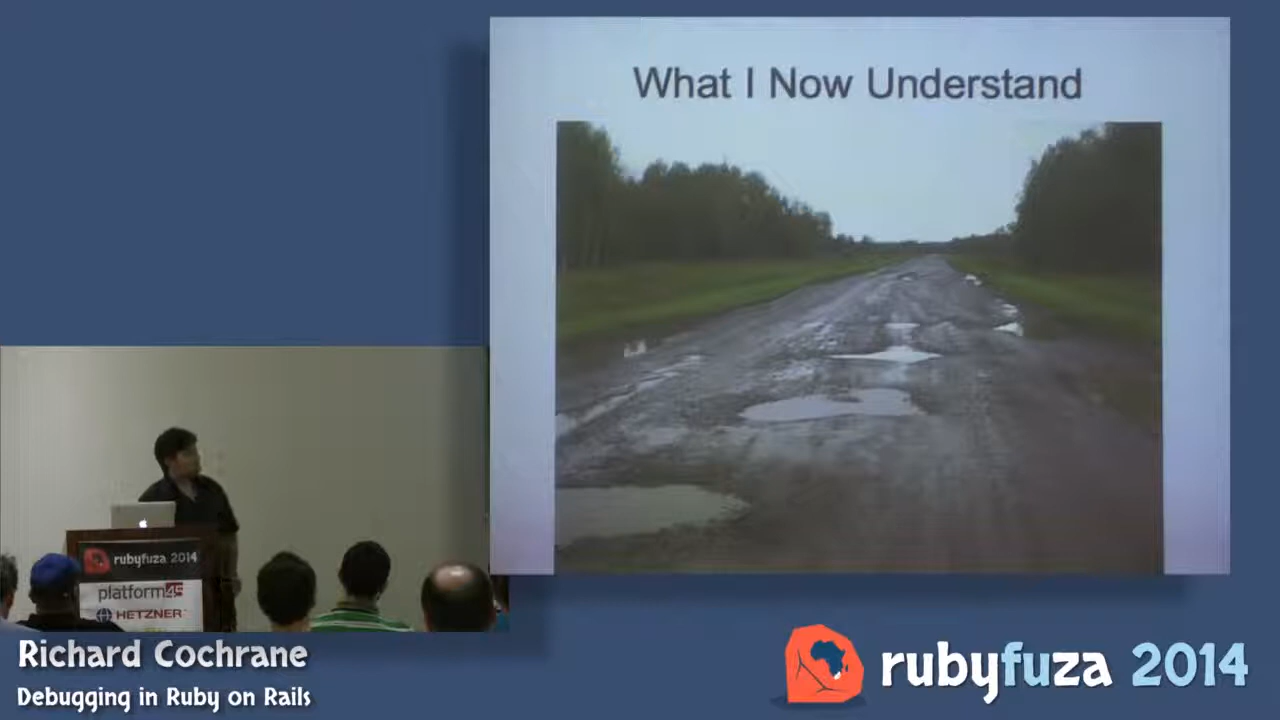 What I Now Understand
rubyfuza 2014
platform45
HETZNER
Richard Cochrane
Debugging in Ruby on Rails
rubyfuza 2014